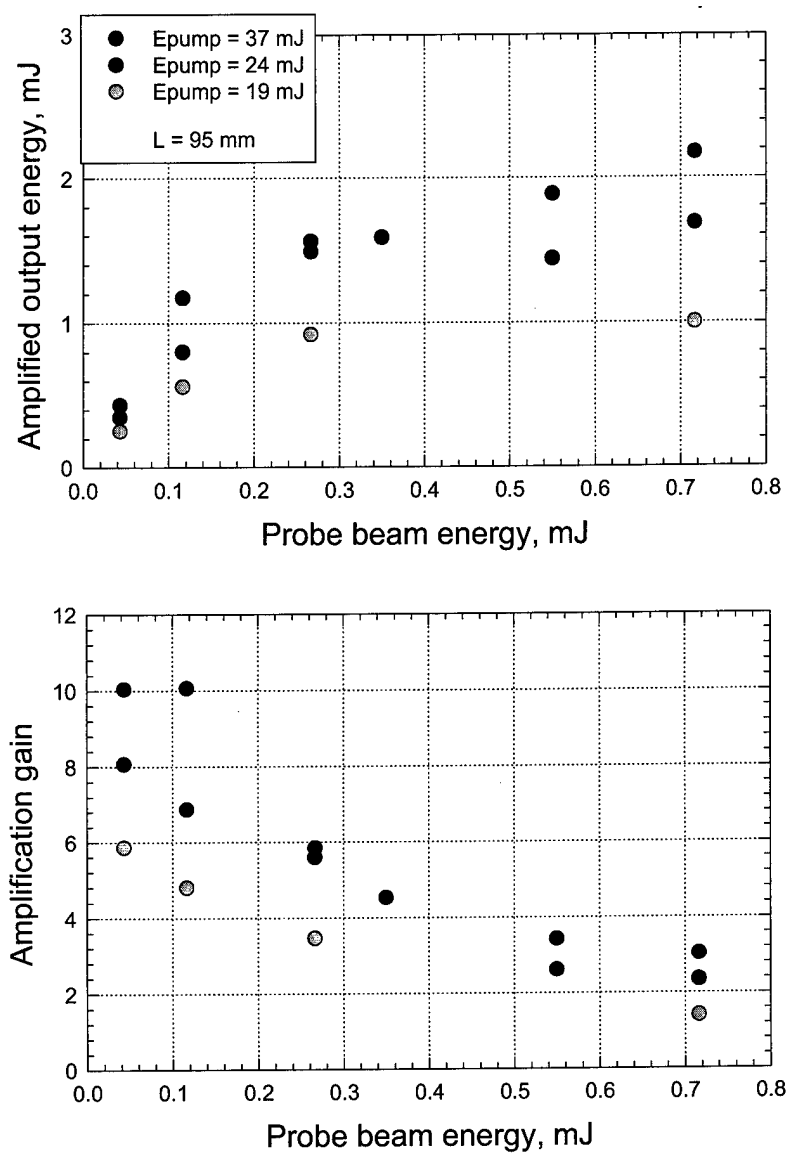 3
Epump = 37 mJ
Epump = 24 mJ
Epump = 19 mJ
L = 95 mm
2
1
0
Amplified output energy, mJ
0.0 0.1 0.2 0.3 0.4 0.5 0.6 0.7 0.8
Probe beam energy, mJ
12
10
8
6
4
2
0
Amplification gain
0.0 0.1 0.2 0.3 0.4 0.5 0.6 0.7 0.8
Probe beam energy, mJ